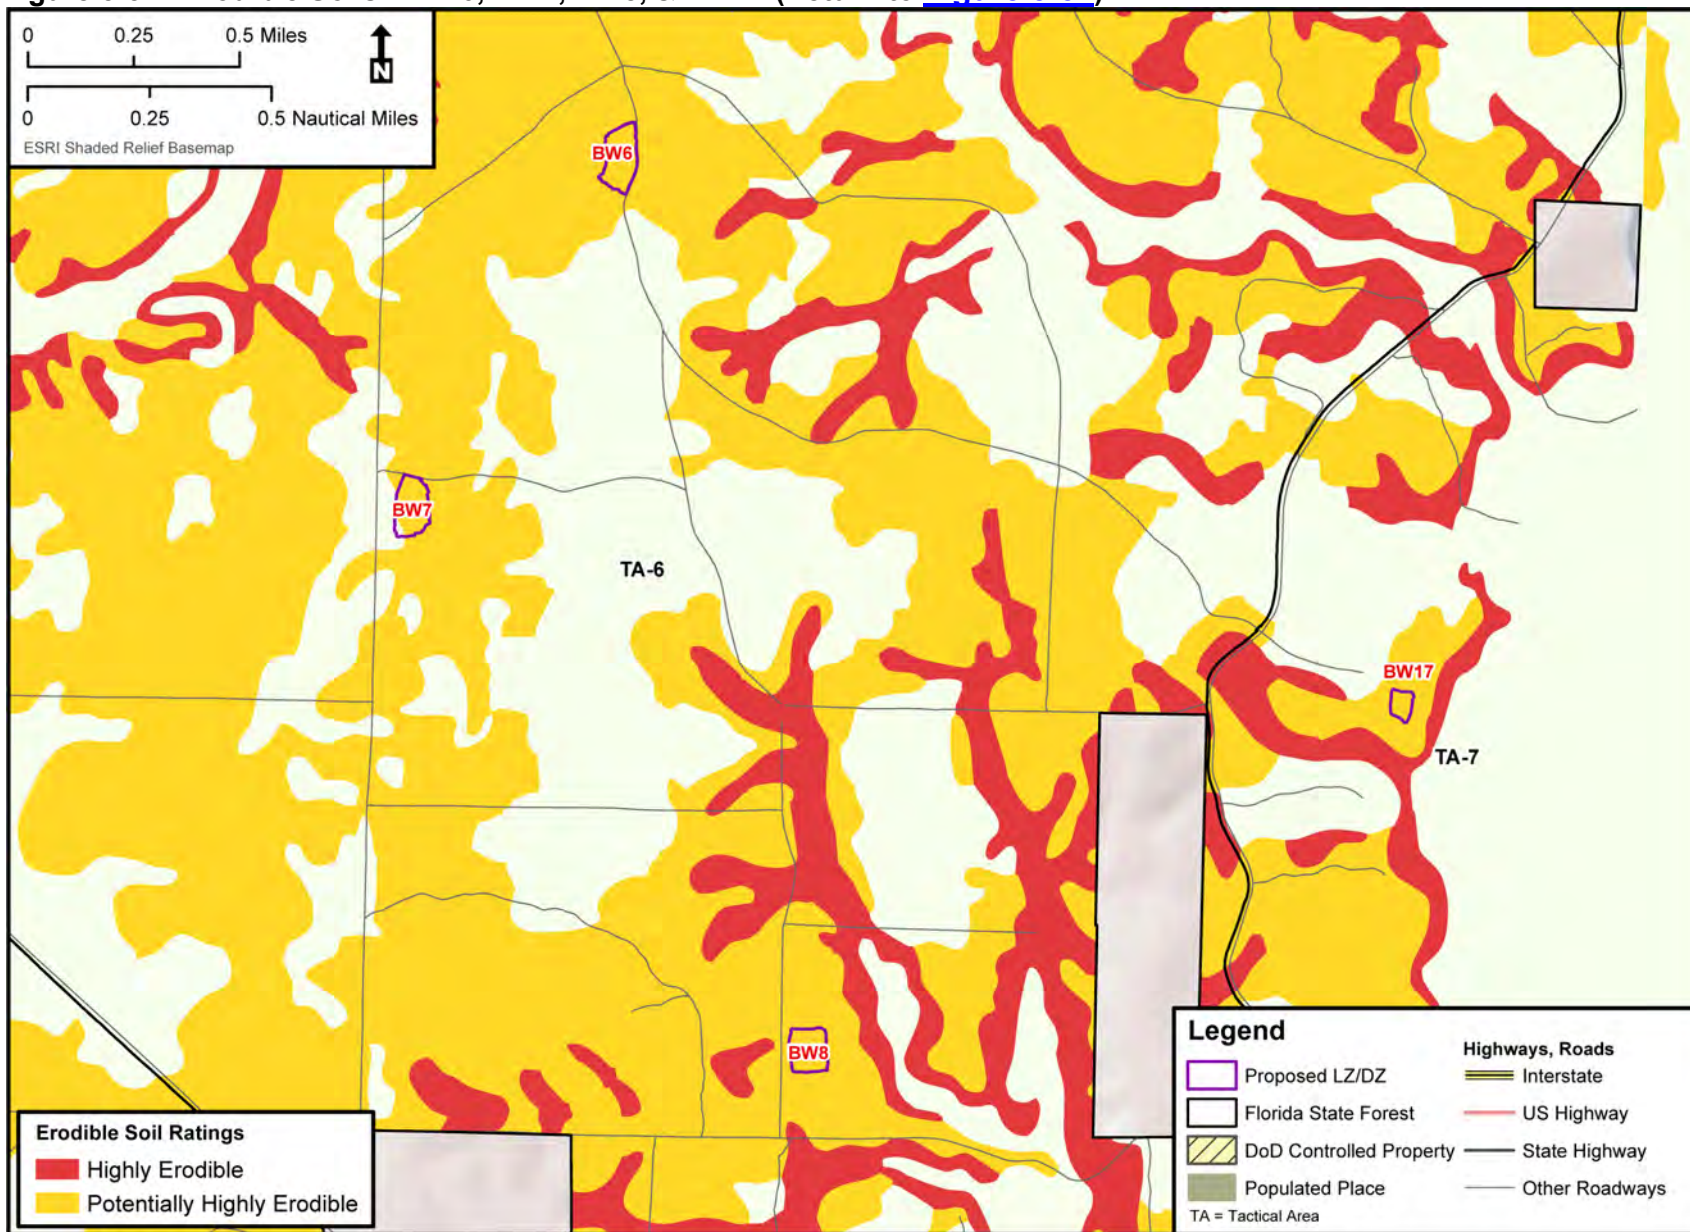 0 0.25 0.5 Miles
N
0 0.25 0.5 Nautical Miles
ESRI Shaded Relief Basemap
BW6
BW7
TA-6
BW17
TA-7
BW8
Erodible Soil Ratings
Highly Erodible
Potentially Highly Erodible
Legend
Proposed LZ/DZ
Florida State Forest
DoD Controlled Property
Populated Place
TA = Tactical Area
Highways, Roads
Interstate
US Highway
State Highway
Other Roadways